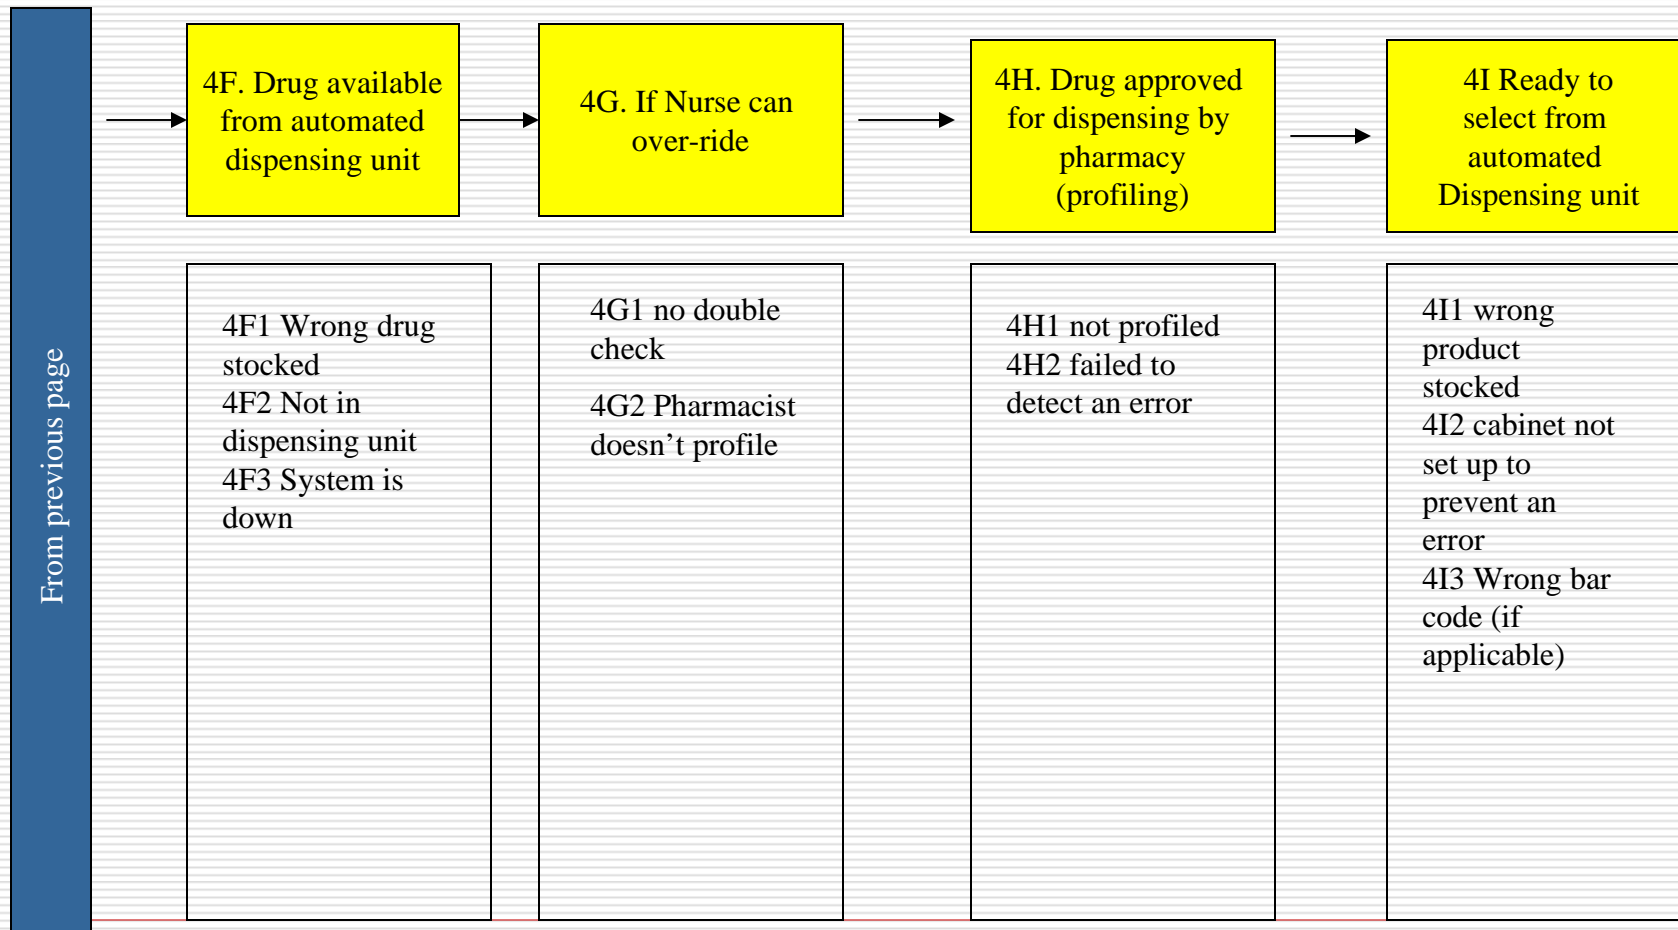 From previous page
4F. Drug available
from automated
dispensing unit
4G. If Nurse can
over-ride
4H. Drug approved
for dispensing by
pharmacy
(profiling)
4I Ready to
select from
automated
Dispensing unit
4F1 Wrong drug
stocked
4F2 Not in
dispensing unit
4F3 System is
down
4G1 no double
check
4G2 Pharmacist
doesn’t profile
4H1 not profiled
4H2 failed to
detect an error
4I1 wrong
product
stocked
4I2 cabinet not
set up to
prevent an
error
4I3 Wrong bar
code (if
applicable)